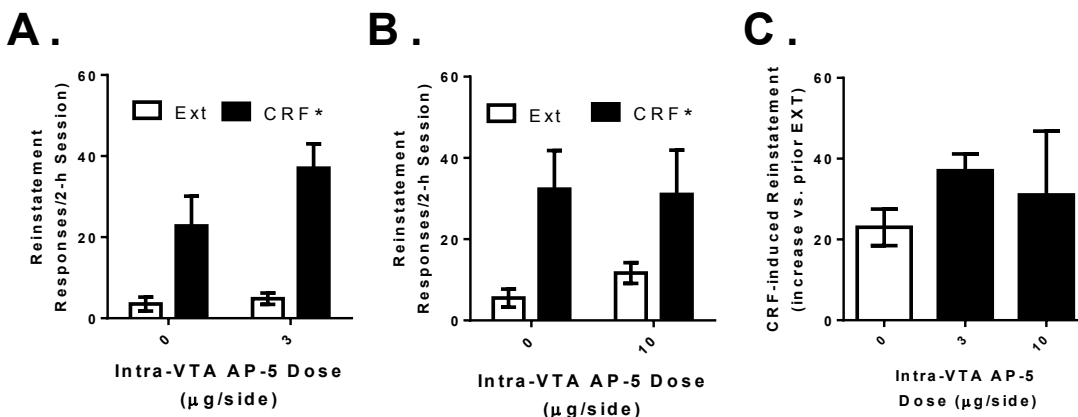 A.
Reinstatement
Responses/2-h Session)
60
40
20
0
Ext
CRF*
0
3
Intra-VTA AP-5 Dose
(μg/side)
B.
Reinstatement
Responses/2-h Session)
60
40
20
0
Ext
CRF*
0
10
Intra-VTA AP-5 Dose
(μg/side)
C.
CRF-induced Reinstatement
(increase vs. prior EXT)
60
40
20
0
0
3
10
Intra-VTA AP-5
Dose (μg/side)